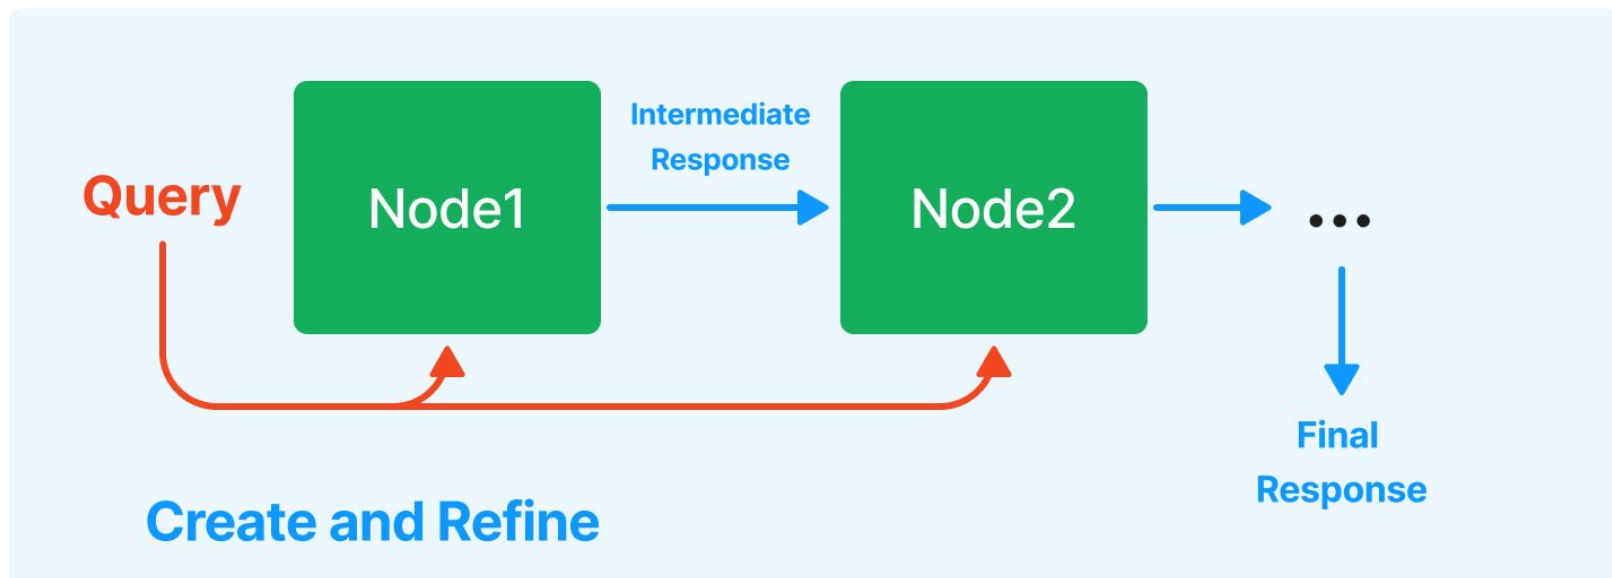 Query
Node1
Intermediate
Response
Node2
...
Final
Response
Create and Refine